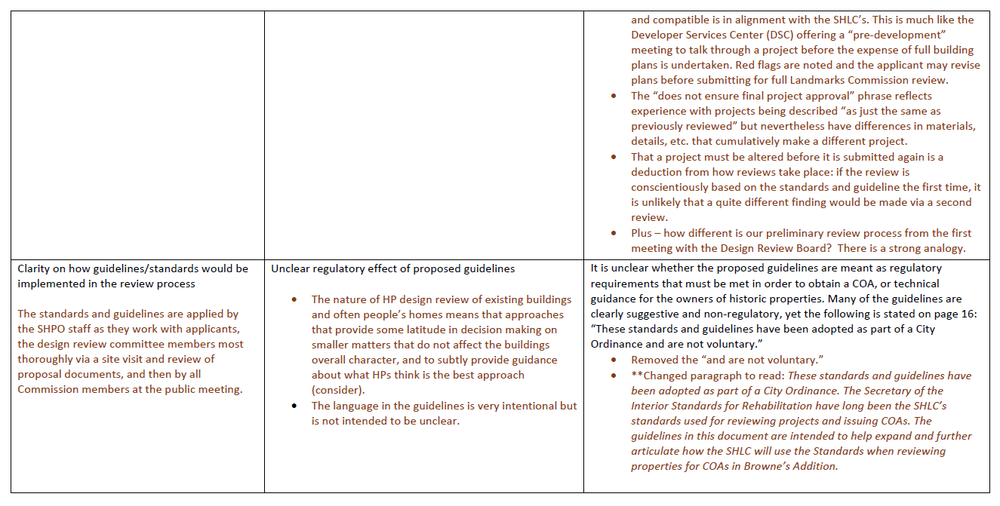 and compatible is in alignment with the SHLC’s. This is much like the
Developer Services Center (DSC) offering a “pre-development”
meeting to talk through a project before the expense of full building
plans is undertaken. Red flags are noted and the applicant may revise
plans before submitting for full Landmarks Commission review.
• The “does not ensure final project approval” phrase reflects
experience with projects being described “as just the same as
previously reviewed” but nevertheless have differences in materials,
details, etc. that cumulatively make a different project.
• That a project must be altered before it is submitted again is a
deduction from how reviews take place: if the review is
conscientiously based on the standards and guideline the first time, it
is unlikely that a quite different finding would be made via a second
review.
• Plus – how different is our preliminary review process from the first
meeting with the Design Review Board?  There is a strong analogy.
Clarity on how guidelines/standards would be
implemented in the review process
The standards and guidelines are applied by
the SHPO staff as they work with applicants,
the design review committee members most
thoroughly via a site visit and review of
proposal documents, and then by all
Commission members at the public meeting.
Unclear regulatory effect of proposed guidelines
• The nature of HP design review of existing buildings
and often people’s homes means that approaches
that provide some latitude in decision making on
smaller matters that do not affect the buildings
overall character, and to subtly provide guidance
about what HPs think is the best approach
(consider).
• The language in the guidelines is very intentional but
is not intended to be unclear.
It is unclear whether the proposed guidelines are meant as regulatory
requirements that must be met in order to obtain a COA, or technical
guidance for the owners of historic properties. Many of the guidelines are
clearly suggestive and non-regulatory, yet the following is stated on page 16:
“These standards and guidelines have been adopted as part of a City
Ordinance and are not voluntary.”
• Removed the “and are not voluntary.”
• **Changed paragraph to read: These standards and guidelines have
been adopted as part of a City Ordinance. The Secretary of the
Interior Standards for Rehabilitation have long been the SHLC’s
standards used for reviewing projects and issuing COAs. The
guidelines in this document are intended to help expand and further
articulate how the SHLC will use the Standards when reviewing
properties for COAs in Browne’s Addition.